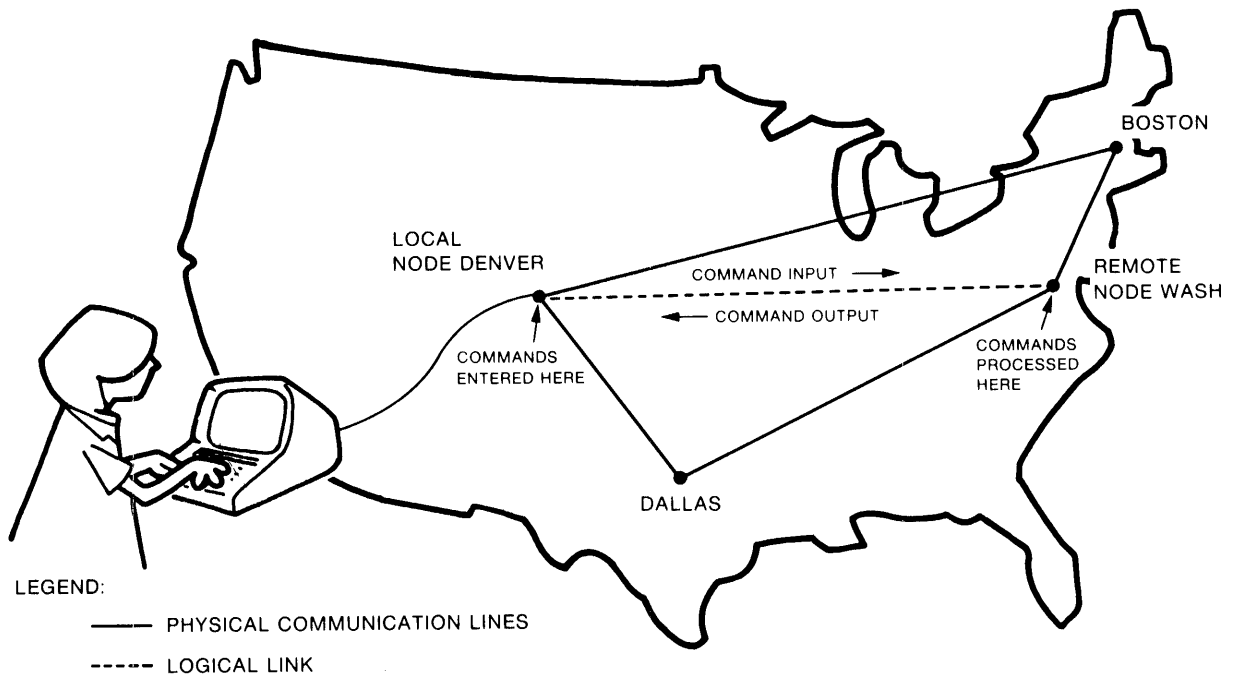 BOSTON
LOCAL
NODE DENVER
COMMAND INPUT
REMOTE
NODE WASH
COMMAND OUTPUT
COMMANDS
ENTERED HERE
COMMANDS
PROCESSED
HERE
DALLAS
LEGEND:
PHYSICAL COMMUNICATION LINES
LOGICAL LINK